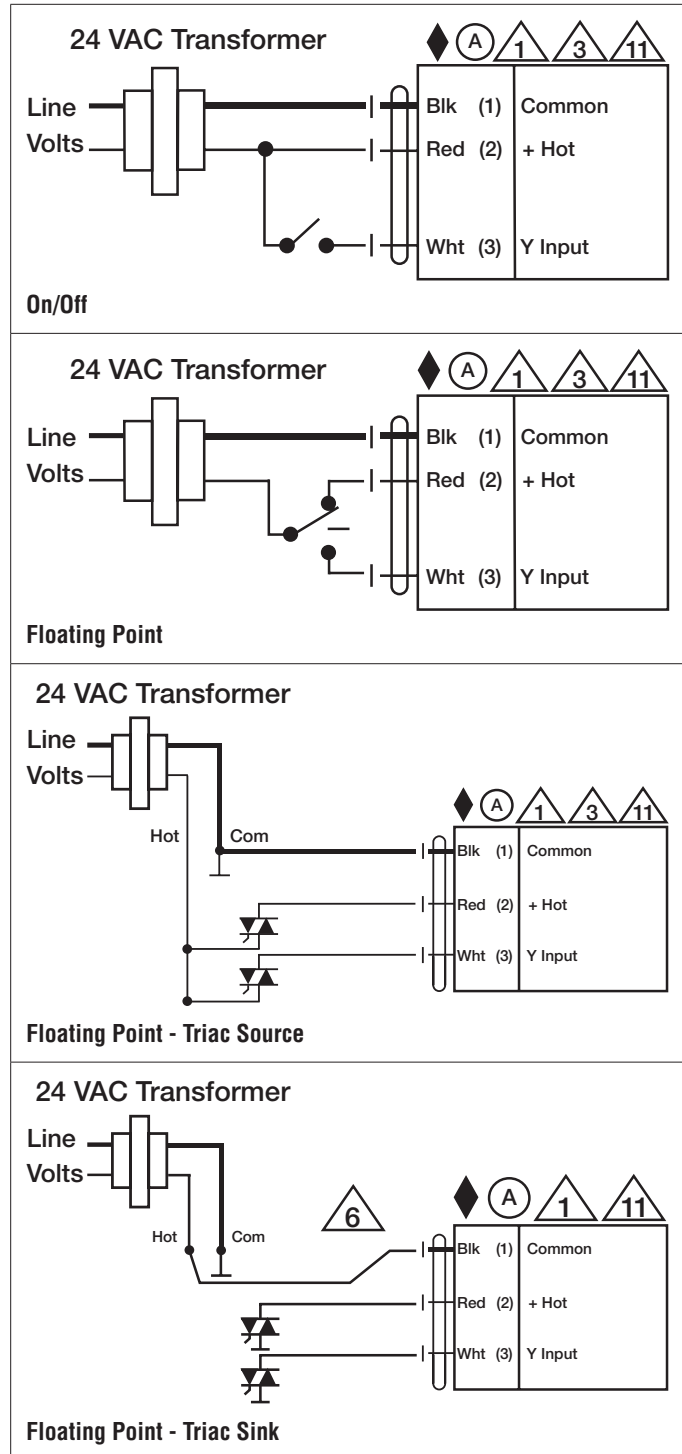 24 VAC Transformer
A 1 3 11
Line
Volts
Blk (1) Common
Red (2) + Hot
Wht (3) Y Input
On/Off
24 VAC Transformer
A 1 3 11
Line
Volts
Blk (1) Common
Red (2) + Hot
Wht (3) Y Input
Floating Point
24 VAC Transformer
Line
Volts
Hot Com
A 1 3 11
Blk (1) Common
Red (2) + Hot
Wht (3) Y Input
Floating Point - Triac Source
24 VAC Transformer
Line
Volts
Hot Com
6
A 1 11
Blk (1) Common
Red (2) + Hot
Wht (3) Y Input
Floating Point - Triac Sink